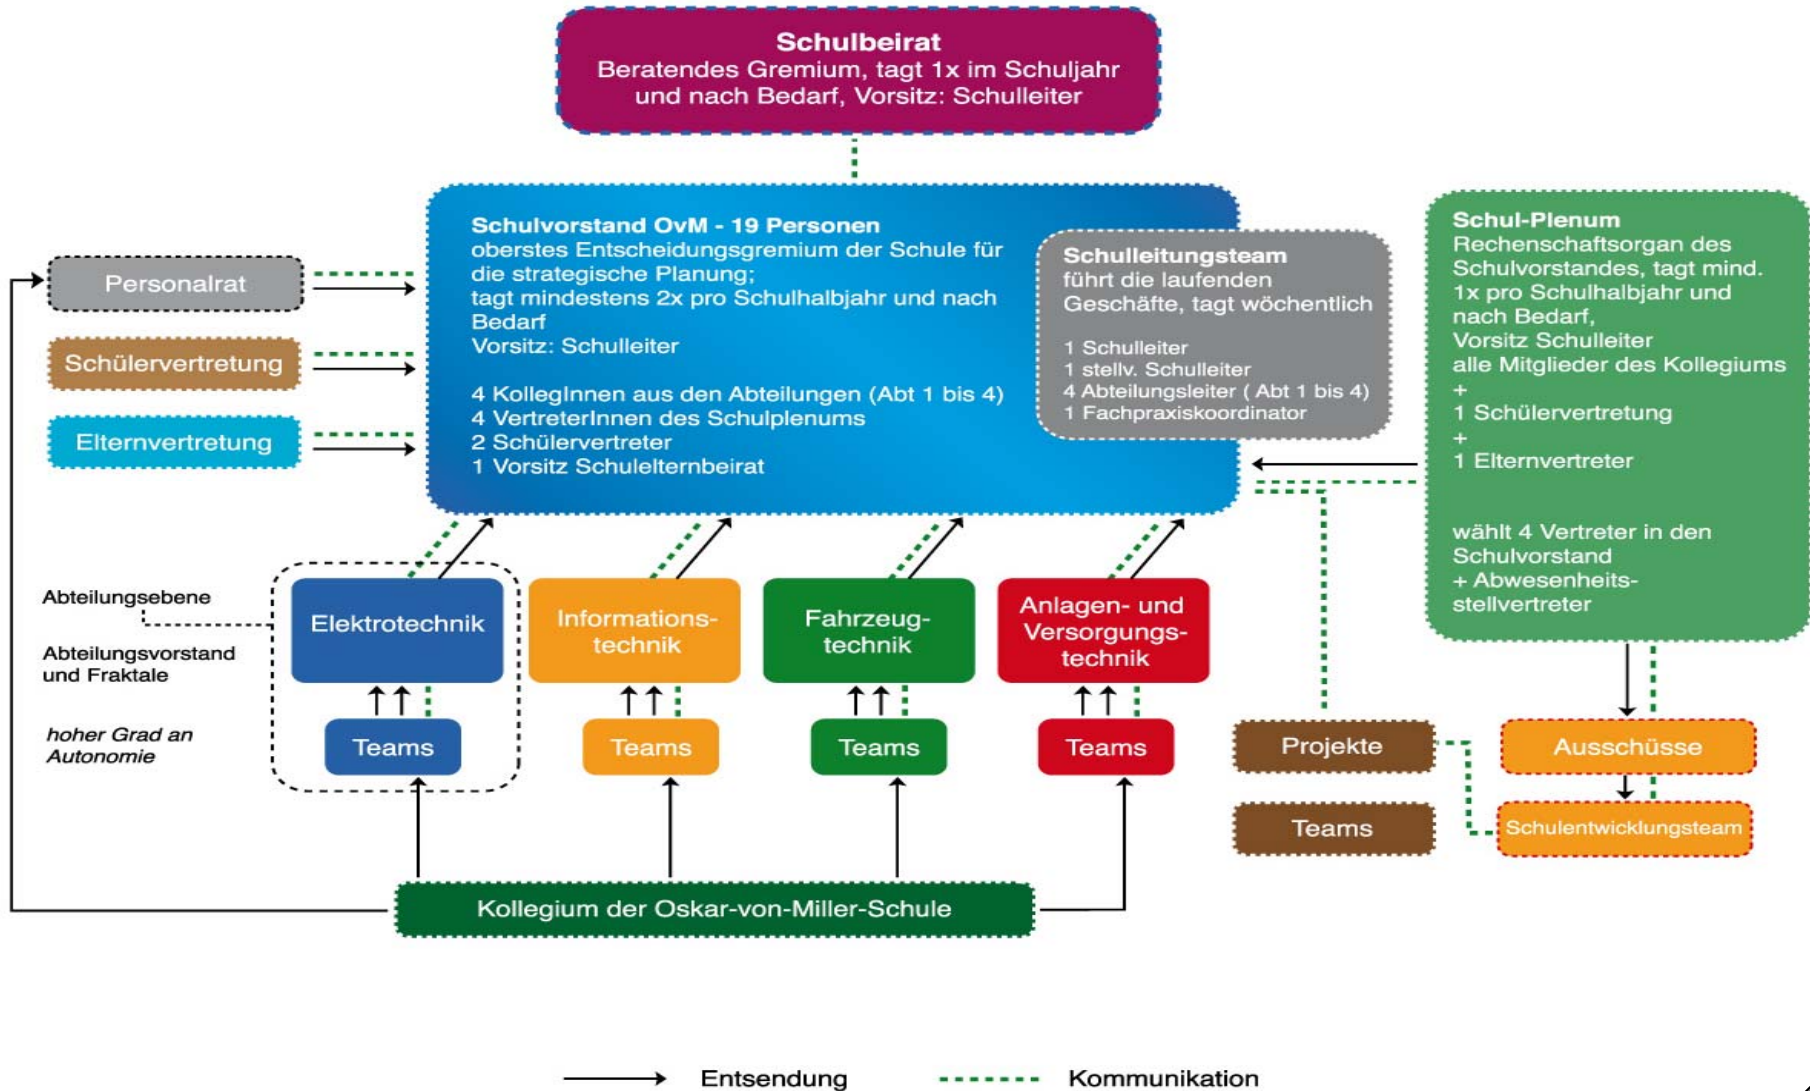 Schulbeirat
Beratendes Gremium, tagt 1x im Schuljahr
und nach Bedarf, Vorsitz: Schulleiter
Schulvorstand OvM - 19 Personen
oberstes Entscheidungsgremium der Schule für
die strategische Planung;
tagt mindestens 2x pro Schulhalbjahr und nach
Bedarf
Vorsitz: Schulleiter
4 KollegInnen aus den Abteilungen (Abt 1 bis 4)
4 VertreterInnen des Schulplenums
2 Schülervertreter
1 Vorsitz Schulelternbeirat
Schulleitungsteam
führt die laufenden
Geschäfte, tagt wöchentlich
1 Schulleiter
1 stellv. Schulleiter
4 Abteilungsleiter ( Abt 1 bis 4)
1 Fachpraxiskoordinator
Schul-Plenum
Rechenschaftsorgan des
Schulvorstandes, tagt mind.
1x pro Schulhalbjahr und
nach Bedarf,
Vorsitz Schulleiter
alle Mitglieder des Kollegiums
+
1 Schülervertretung
+
1 Elternvertreter
wählt 4 Vertreter in den
Schulvorstand
+ Abwesenheits-
stellvertreter
Personalrat
Schülervertretung
Elternvertretung
Abteilungsebene
Abteilungsvorstand
und Fraktale
hoher Grad an
Autonomie
Elektrotechnik
Informations-
technik
Fahrzeug-
technik
Anlagen- und
Versorgungs-
technik
Teams
Teams
Teams
Teams
Projekte
Teams
Ausschüsse
Schulentwicklungsteam
Kollegium der Oskar-von-Miller-Schule
Entsendung
Kommunikation